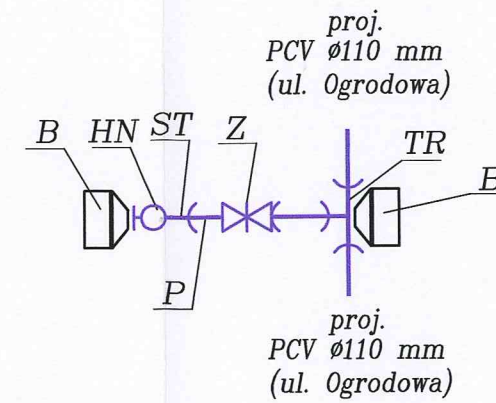 proj.
PCV ø110 mm
(ul. Ogrodowa)
B HN ST Z TR
B
P
proj.
PCV ø110 mm
(ul. Ogrodowa)